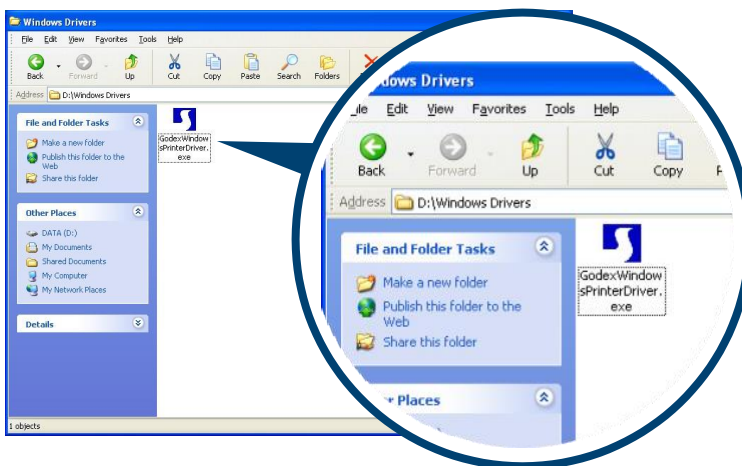 Windows Drivers
File Edit View Favorites Tools Help
Back Forward Up Cut Copy Paste Search Folders
Address D:\Windows Drivers
File and Folder Tasks
Make a new folder
Publish this folder to the
Web
Share this folder
Other Places
DATA (D:)
My Documents
Shared Documents
My Computer
My Network Places
Details
GodexWindow
sPrinterDriver.
exe
1 objects
dows Drivers
ile Edit View Favorites Tools Help
Back Forward Up Cut Copy P
Address D:\Windows Drivers
File and Folder Tasks
Make a new folder
Publish this folder to the
Web
Share this folder
r Places
GodexWindow
sPrinterDriver.
exe